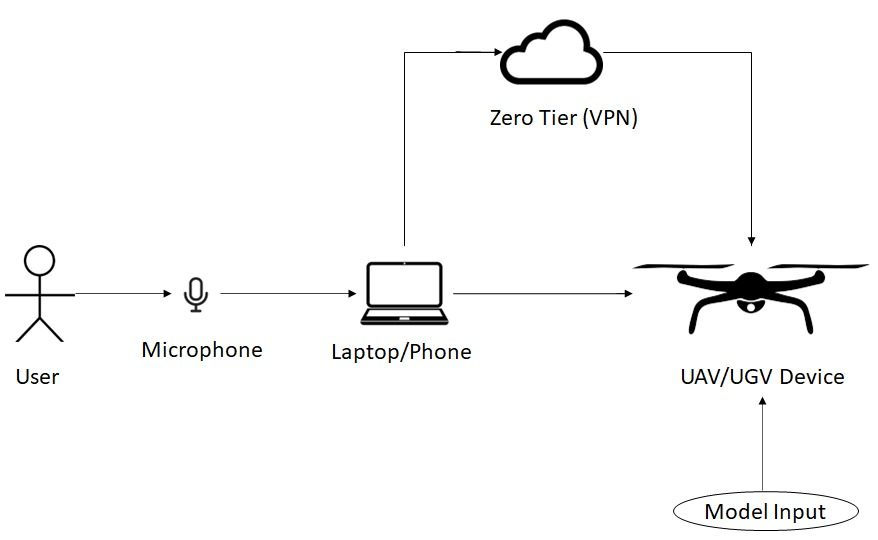 Zero Tier (VPN)
Microphone
Laptop/Phone
User
UAV/UGV Device
Model Input